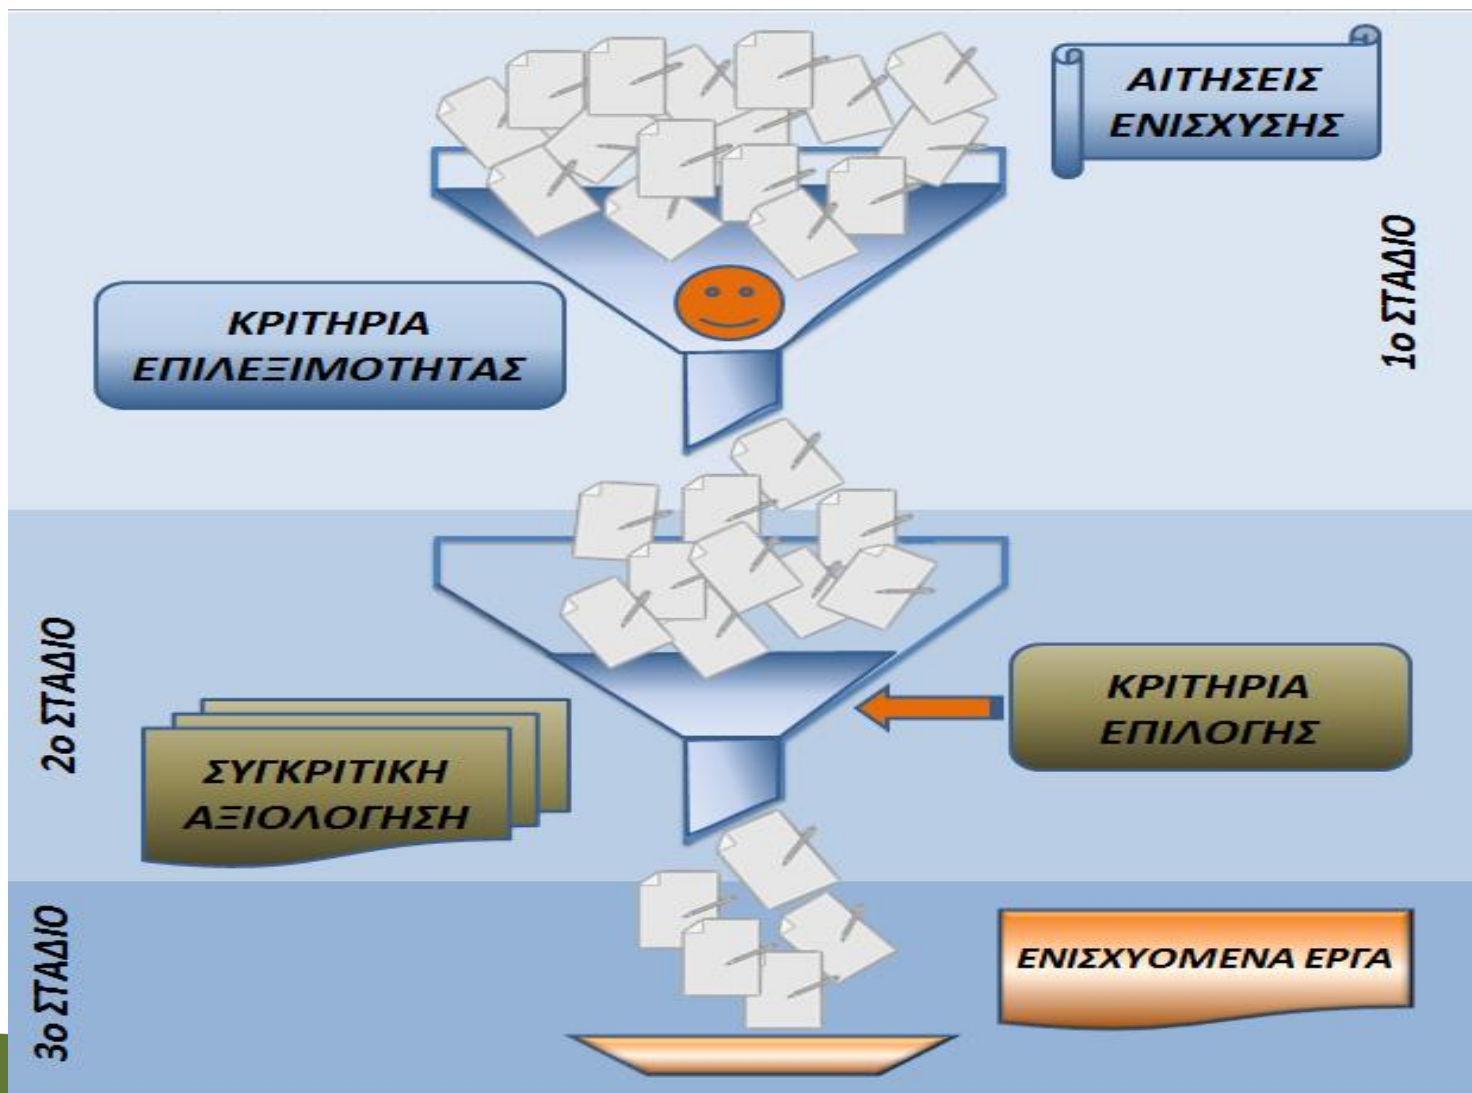 ΑΙΤΗΣΕΙΣ
ΕΝΙΣΧΥΣΗΣ
1ο ΣΤΑΔΙΟ
ΚΡΙΤΗΡΙΑ
ΕΠΙΛΕΞΙΜΟΤΗΤΑΣ
2ο ΣΤΑΔΙΟ
ΚΡΙΤΗΡΙΑ
ΕΠΙΛΟΓΗΣ
ΣΥΓΚΡΙΤΙΚΗ
ΑΞΙΟΛΟΓΗΣΗ
3ο ΣΤΑΔΙΟ
ΕΝΙΣΧΥΟΜΕΝΑ ΕΡΓΑ